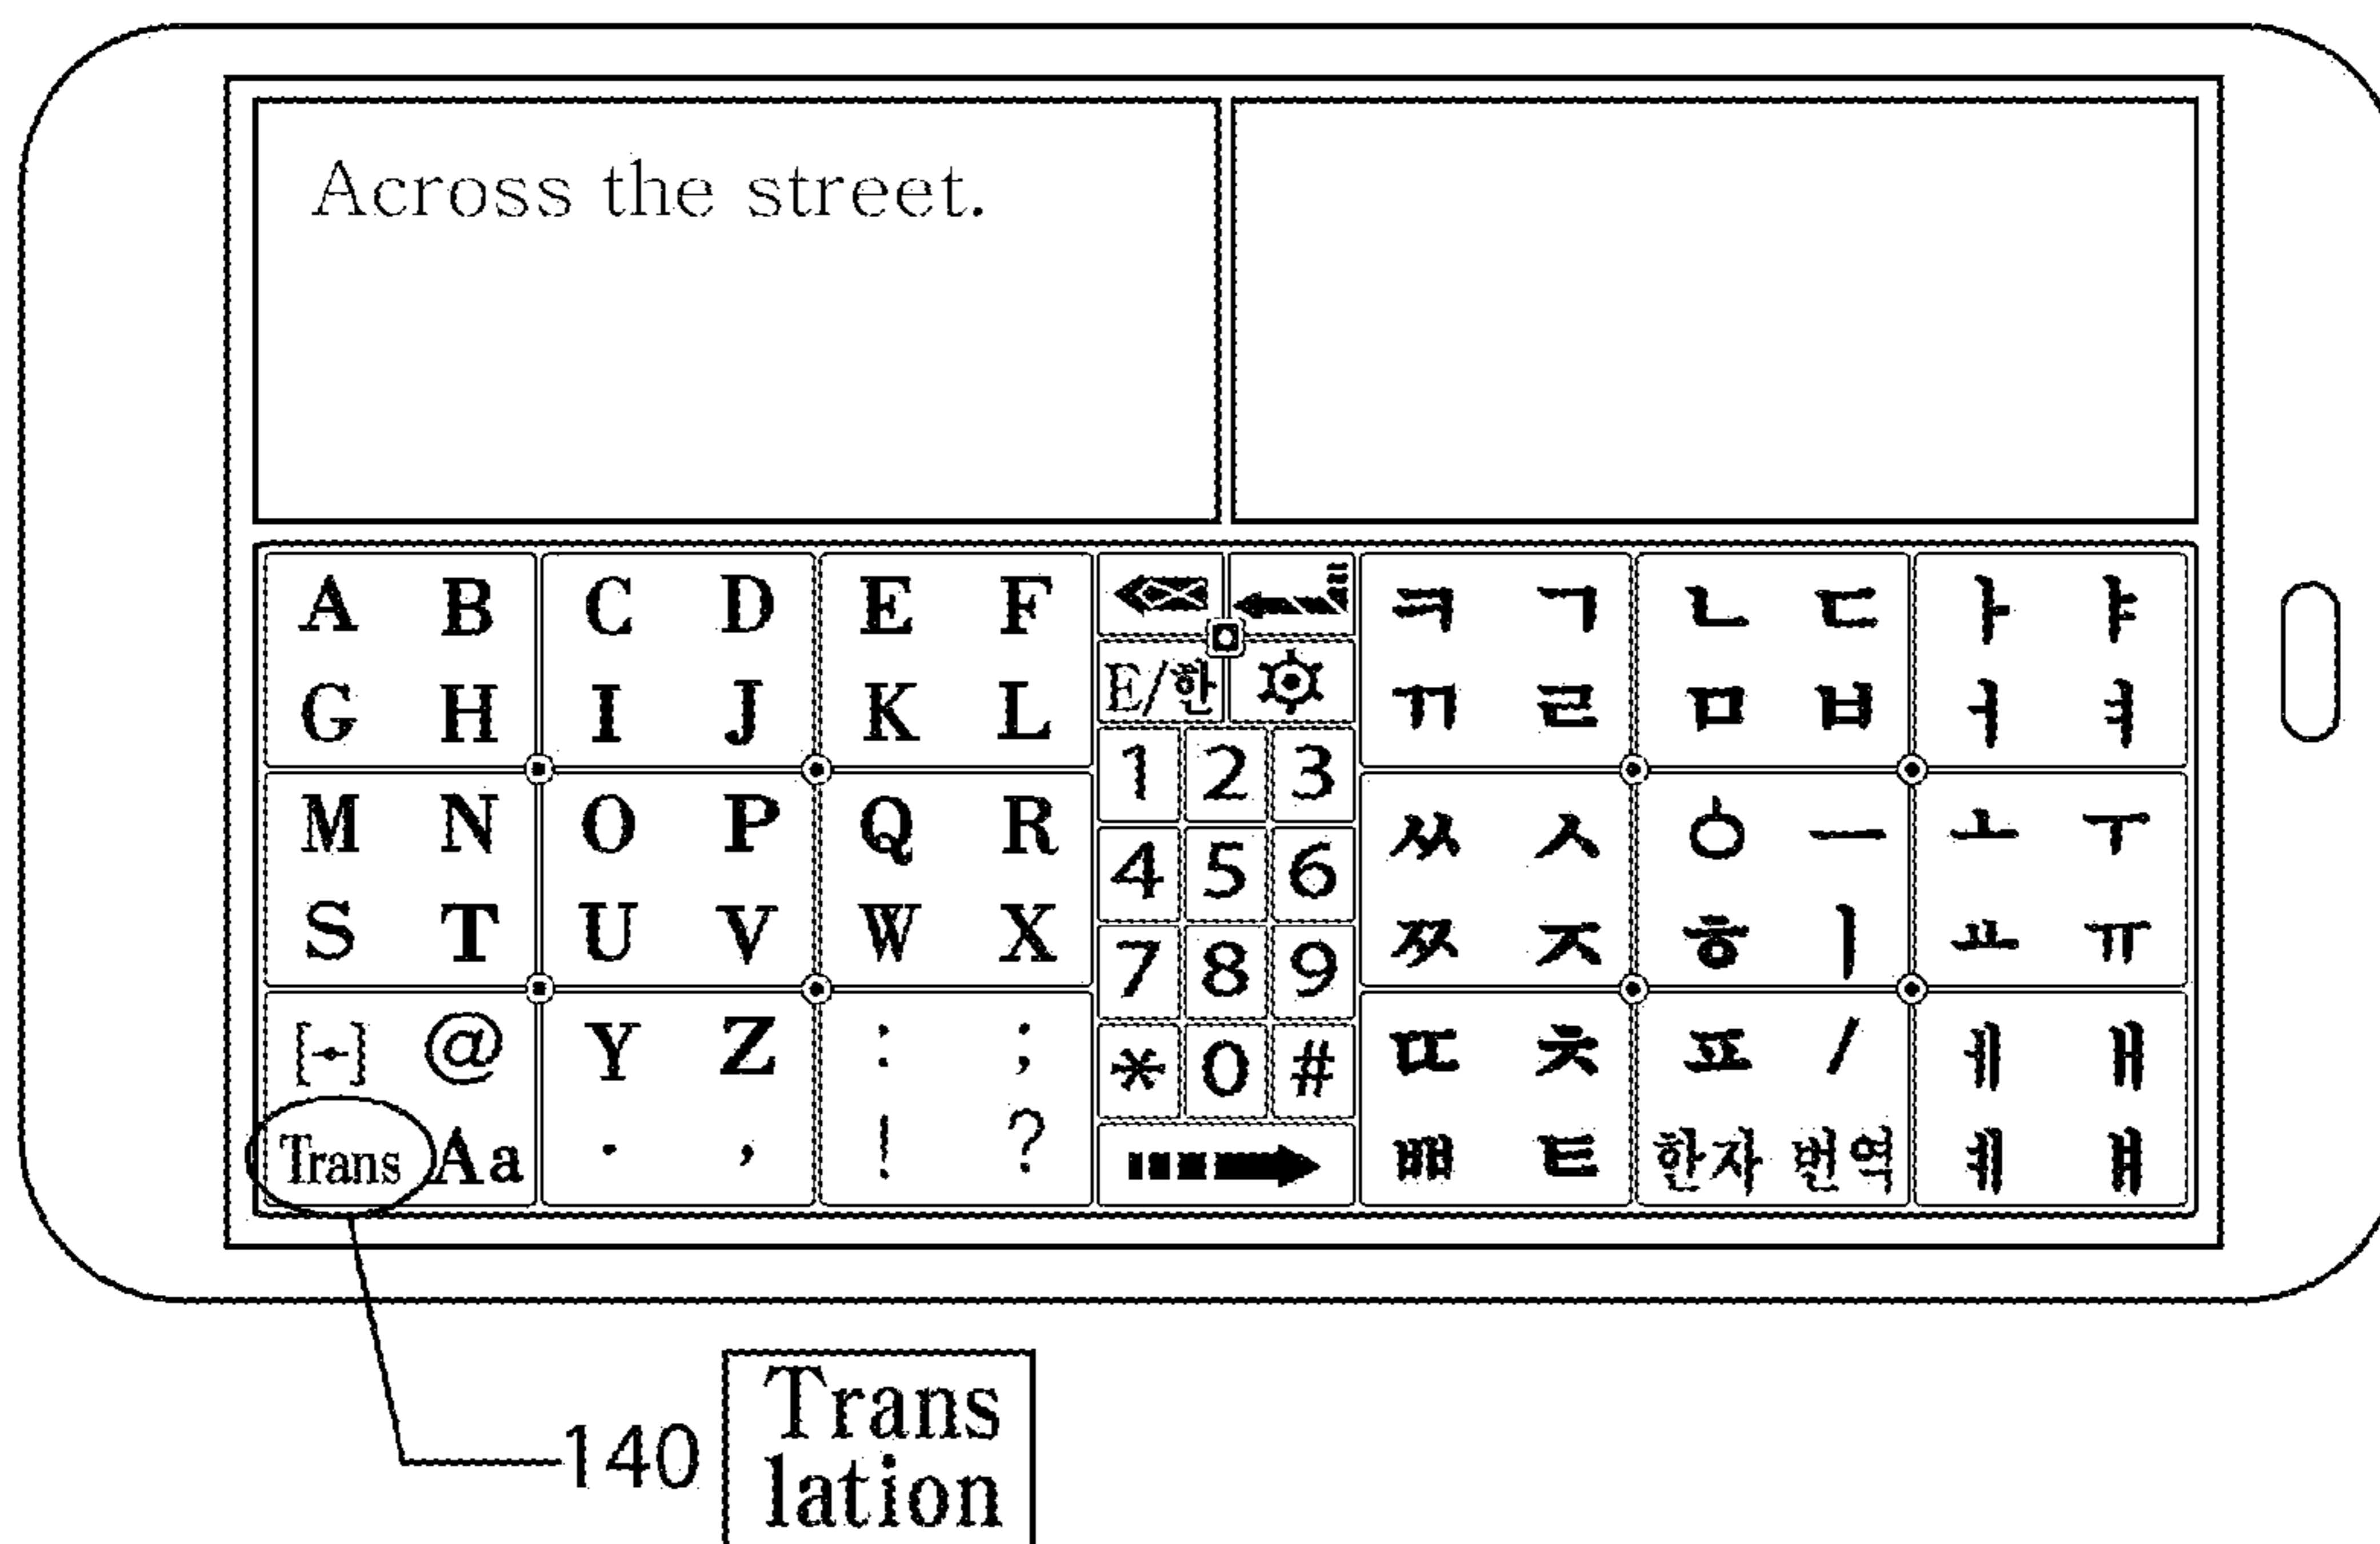 Across the street.
A B C D E F ㅋ ㄱ ㄴ ㄷ ㅏ ㅑ
G H I J K L E/한 ㄲ ㄹ ㅁ ㅂ ㅓ ㅕ
1 2 3
M N O P Q R ㅆ ㅅ ㅇ ㅡ ㅗ ㅜ
4 5 6
S T U V W X ㅉ ㅈ ㅎ ㅣ ㅛ ㅠ
7 8 9
[-] @ Y Z : ; * 0 # ㄸ ㅊ ㅍ / ㅔ ㅐ
Trans Aa . , ! ? ㅃ ㅌ 한자 번역 ㅖ ㅒ
140
Trans
lation